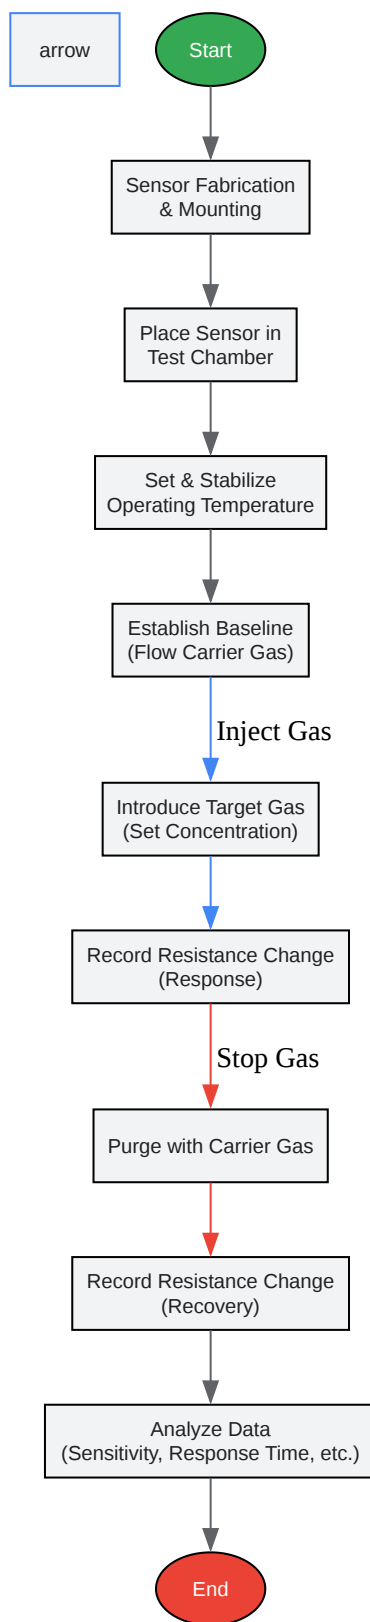 arrow
Start
Sensor Fabrication
& Mounting
Place Sensor in
Test Chamber
Set & Stabilize
Operating Temperature
Establish Baseline
(Flow Carrier Gas)
Inject Gas
Introduce Target Gas
(Set Concentration)
Record Resistance Change
(Response)
Stop Gas
Purge with Carrier Gas
Record Resistance Change
(Recovery)
Analyze Data
(Sensitivity, Response Time, etc.)
End